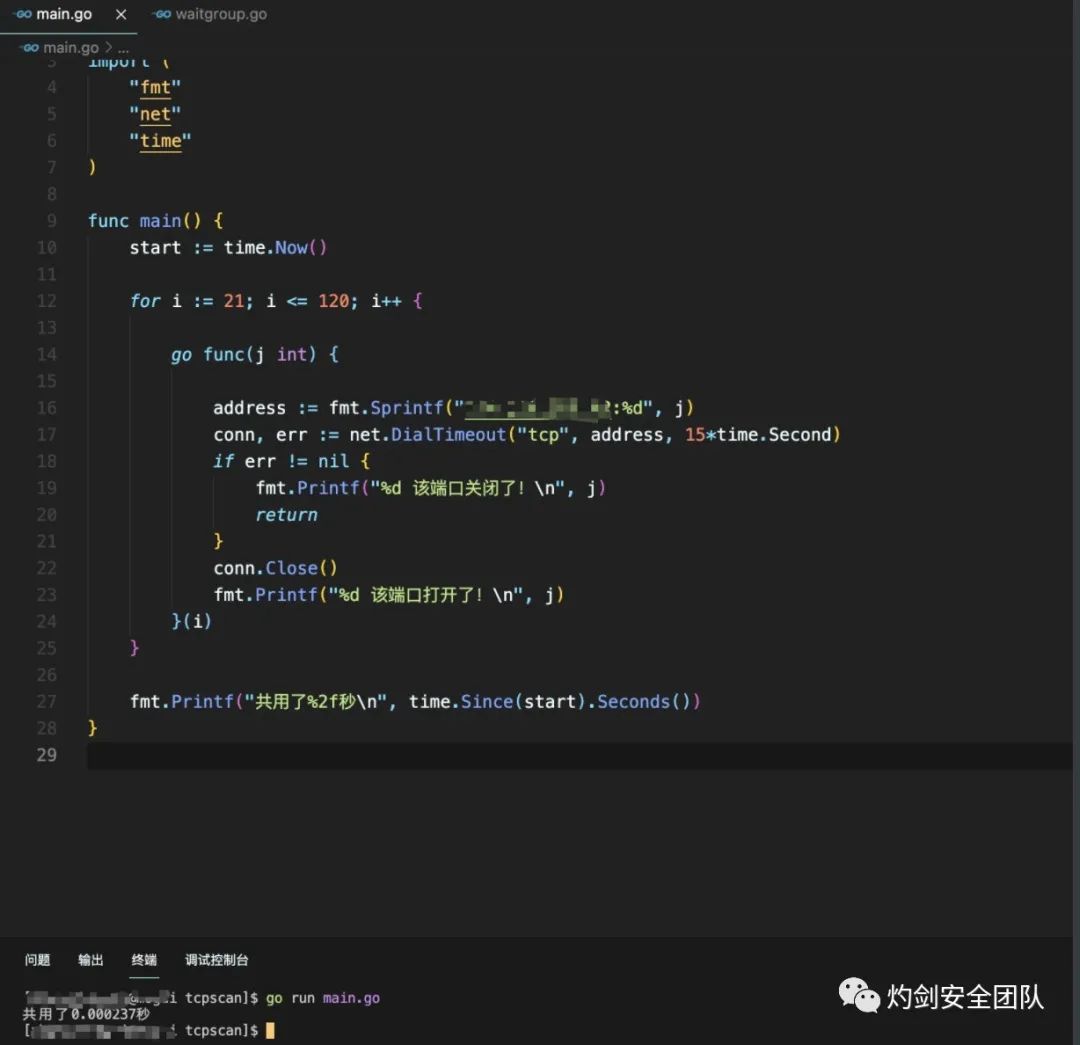 main.go × waitgroup.go
main.go > ...
3 import (
4 "fmt"
5 "net"
6 "time"
7 )
8
9 func main() {
10 start := time.Now()
11
12 for i := 21; i <= 120; i++ {
13
14 go func(j int) {
15
16 address := fmt.Sprintf(":%d", j)
17 conn, err := net.DialTimeout("tcp", address, 15*time.Second)
18 if err != nil {
19 fmt.Printf("%d 该端口关闭了! \n", j)
20 return
21 }
22 conn.Close()
23 fmt.Printf("%d 该端口打开了! \n", j)
24 }(i)
25 }
26
27 fmt.Printf("共用了%2f秒\n", time.Since(start).Seconds())
28 }
29
问题 输出 终端 调试控制台
tcpscan]$ go run main.go
共用了0.000237秒
tcpscan]$
灼剑安全团队